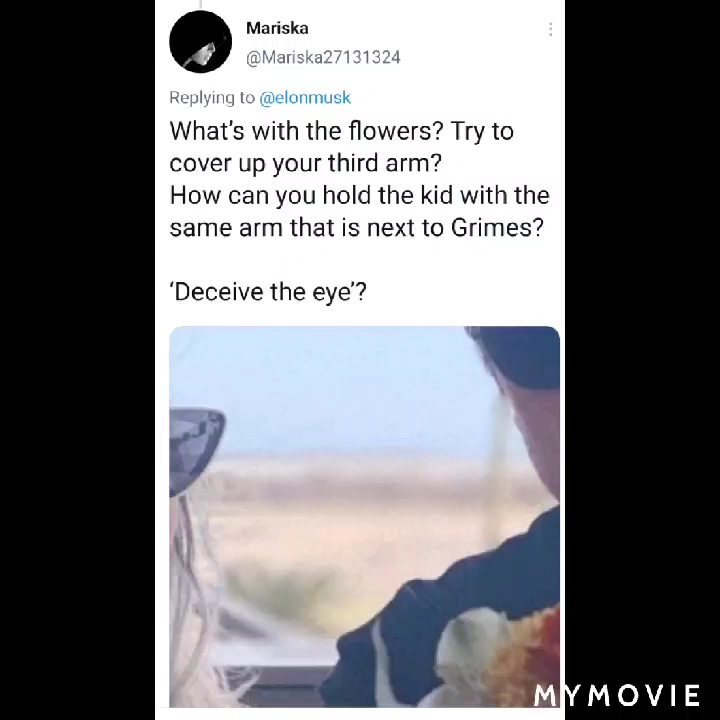 Mariska
@Mariska27131324
Replying to @elonmusk
What's with the flowers? Try to
cover up your third arm?
How can you hold the kid with the
same arm that is next to Grimes?
‘Deceive the eye’?
MYMOVIE